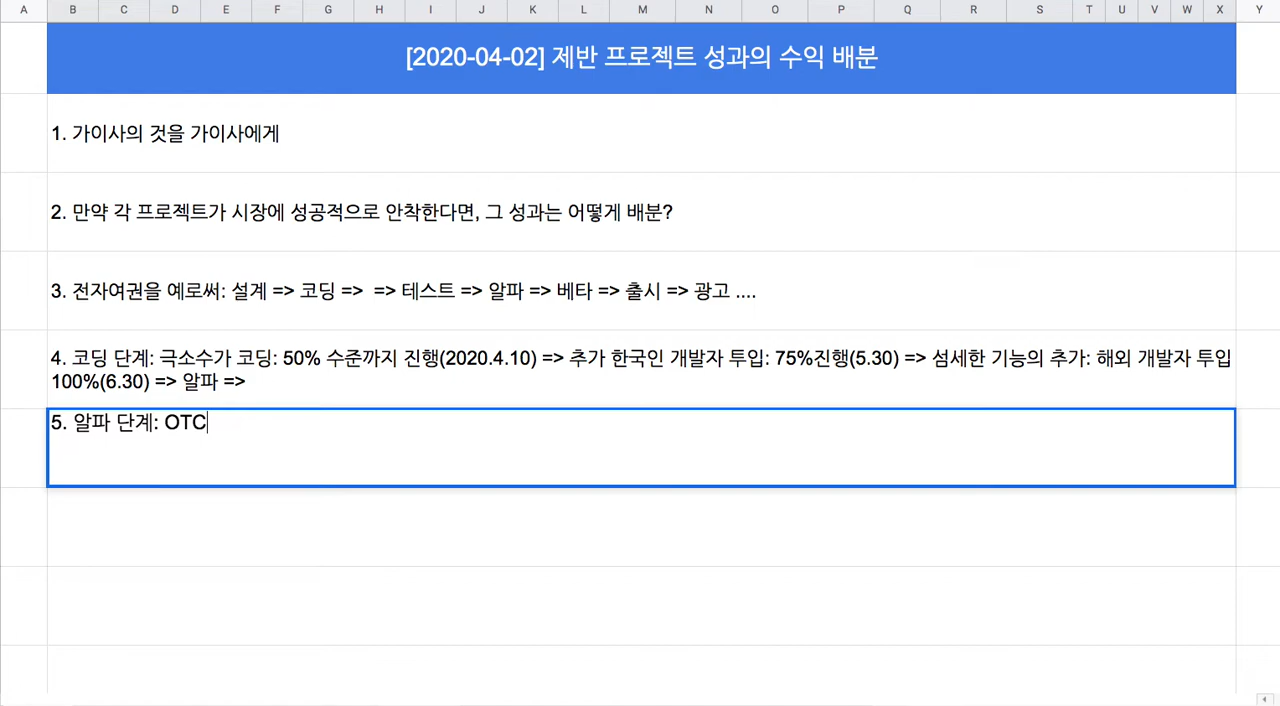 A B C D E F G H I J K L M N O P Q R S T U V W X Y
[2020-04-02] 제반 프로젝트 성과의 수익 배분
1. 가이사의 것을 가이사에게
2. 만약 각 프로젝트가 시장에 성공적으로 안착한다면, 그 성과는 어떻게 배분?
3. 전자여권을 예로써: 설계 => 코딩 =>  => 테스트 => 알파 => 베타 => 출시 => 광고 ....
4. 코딩 단계: 극소수가 코딩: 50% 수준까지 진행(2020.4.10) => 추가 한국인 개발자 투입: 75%진행(5.30) => 섬세한 기능의 추가: 해외 개발자 투입
100%(6.30) => 알파 =>
5. 알파 단계: OTC